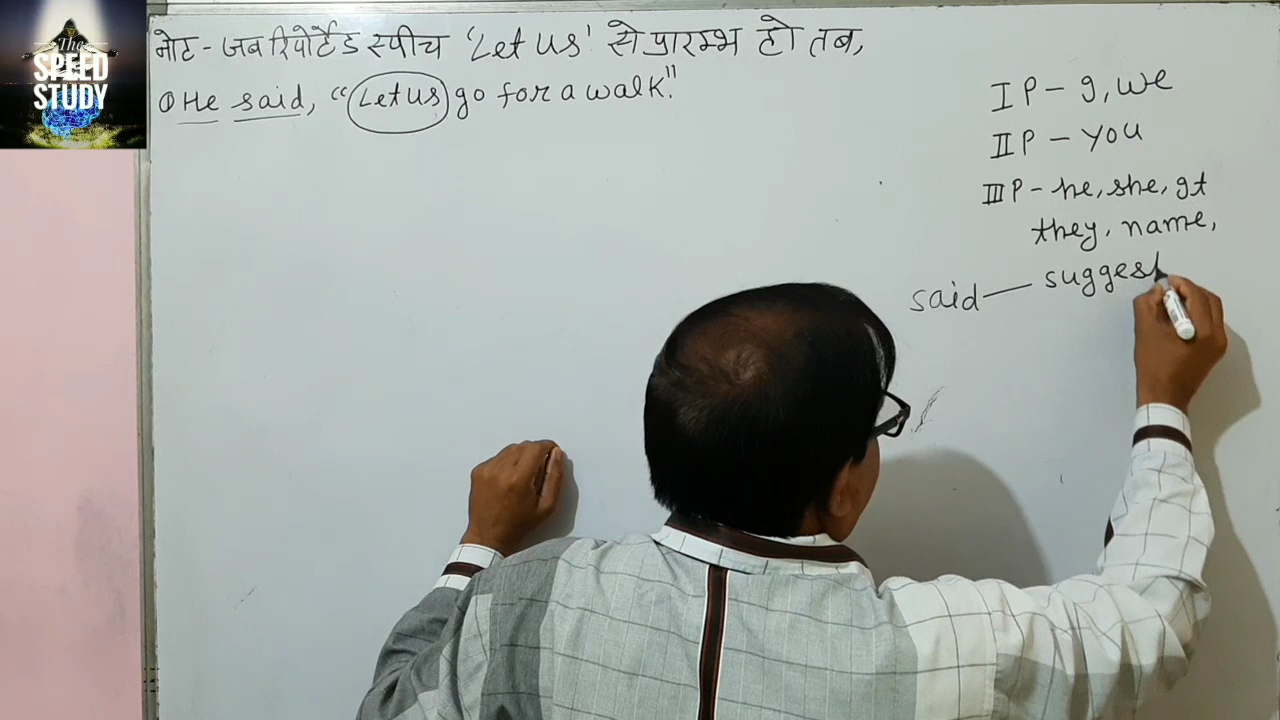 The
SPEED
STUDY
नोट - जब रिपोर्टेड स्पीच 'Let us' से प्रारम्भ हो तब,
① He said, "Let us go for a walk."
I P - I, we
II P - you
III P - he, she, It
they, name,
said — suggest